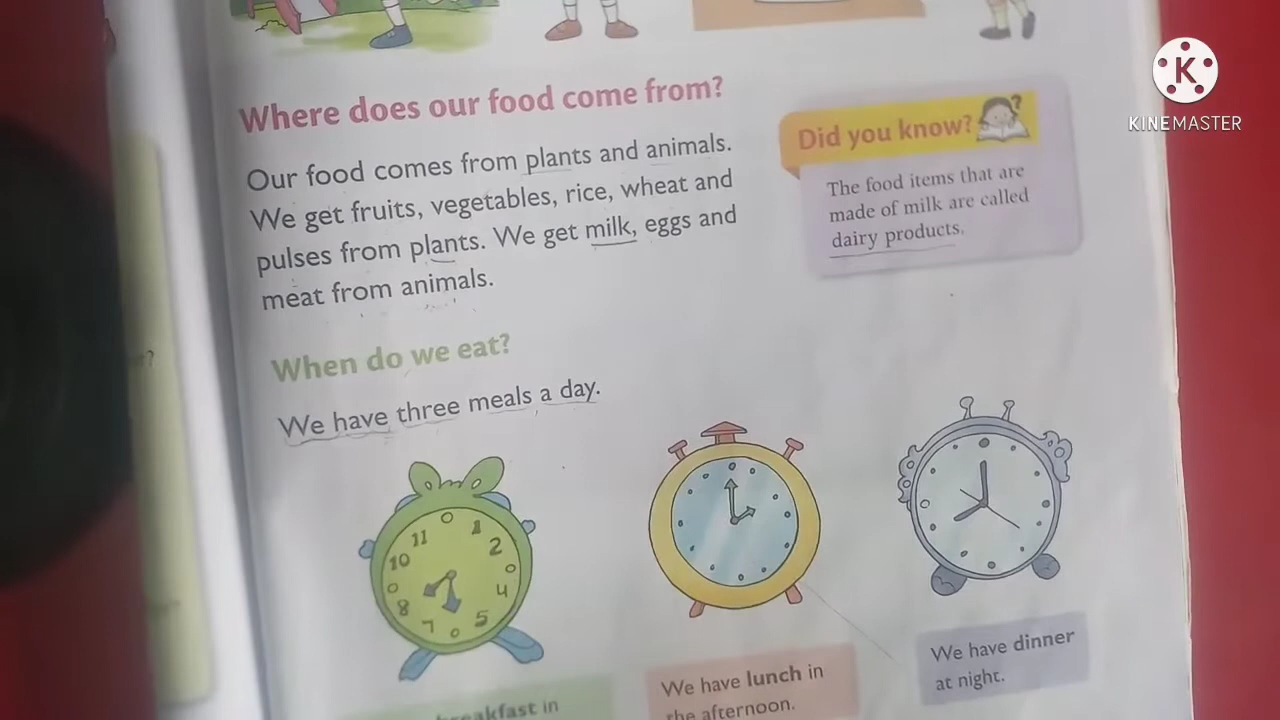 Where does our food come from?
Our food comes from plants and animals.
We get fruits, vegetables, rice, wheat and
pulses from plants. We get milk, eggs and
meat from animals.
Did you know?
The food items that are
made of milk are called
dairy products.
When do we eat?
We have three meals a day.
11
1
10
2
8
4
7
5
breakfast in
We have lunch in
the afternoon.
We have dinner
at night.
K
KINEMASTER